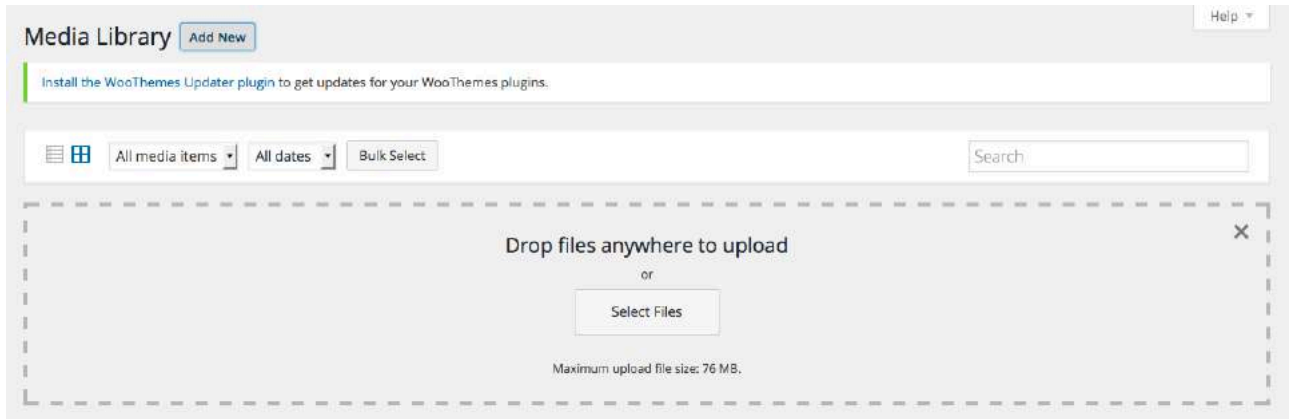 Help
Media Library Add New
Install the WooThemes Updater plugin to get updates for your WooThemes plugins.
All media items All dates Bulk Select Search
Drop files anywhere to upload
or
Select Files
Maximum upload file size: 76 MB.